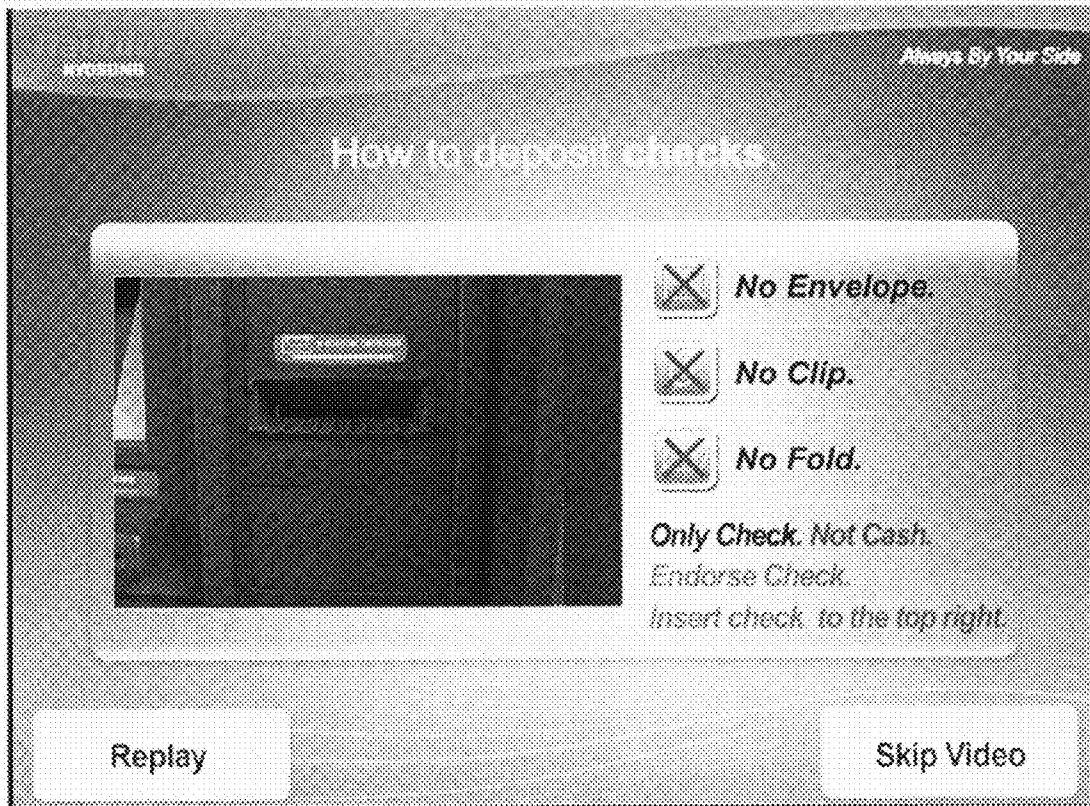 Always By Your Side
How to deposit checks.
No Envelope.
No Clip.
No Fold.
Only Check. Not Cash.
Endorse Check.
Insert check to the top right.
Replay
Skip Video